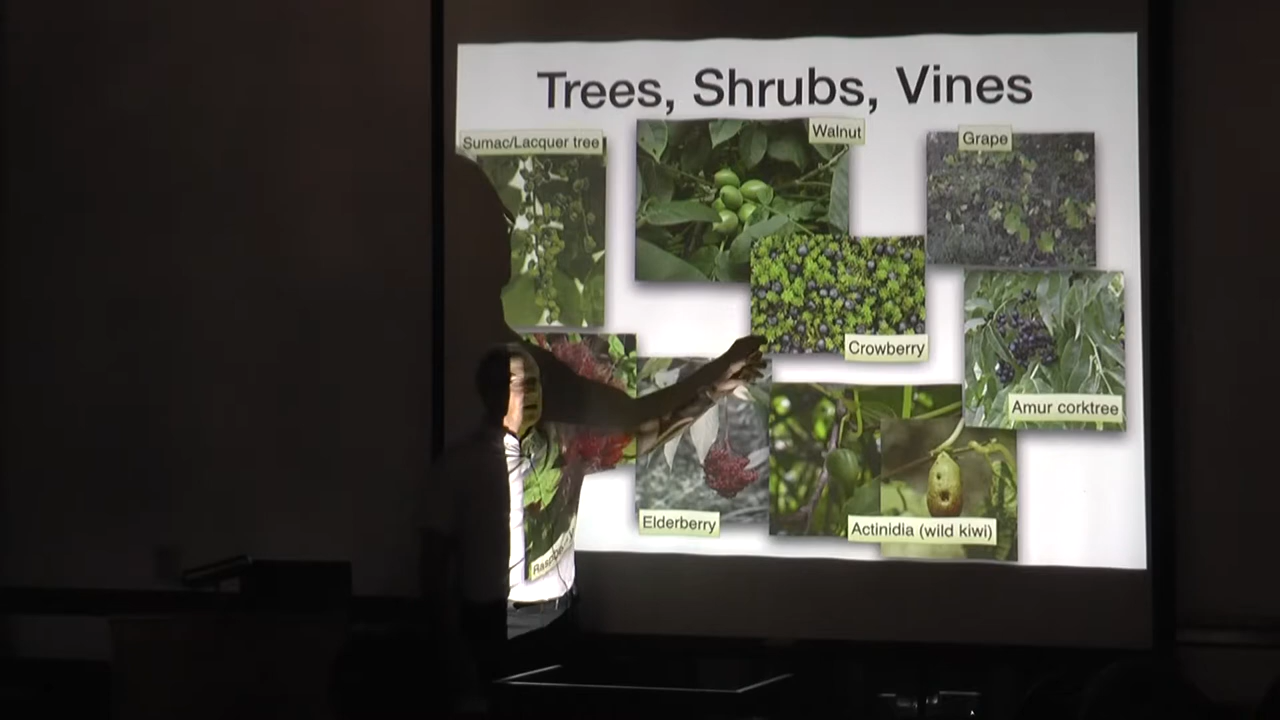 Trees, Shrubs, Vines
Sumac/Lacquer tree
Walnut
Grape
Crowberry
Amur corktree
Elderberry
Actinidia (wild kiwi)